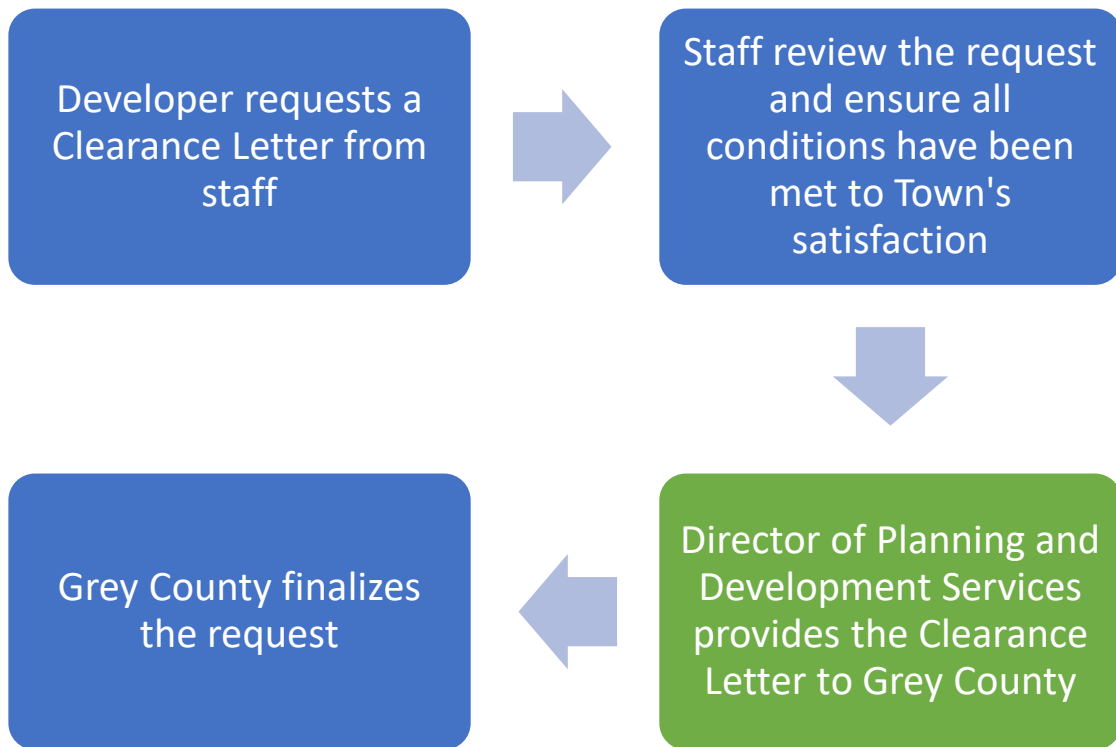 Developer requests a
Clearance Letter from
staff
Staff review the request
and ensure all
conditions have been
met to Town's
satisfaction
Director of Planning and
Development Services
provides the Clearance
Letter to Grey County
Grey County finalizes
the request